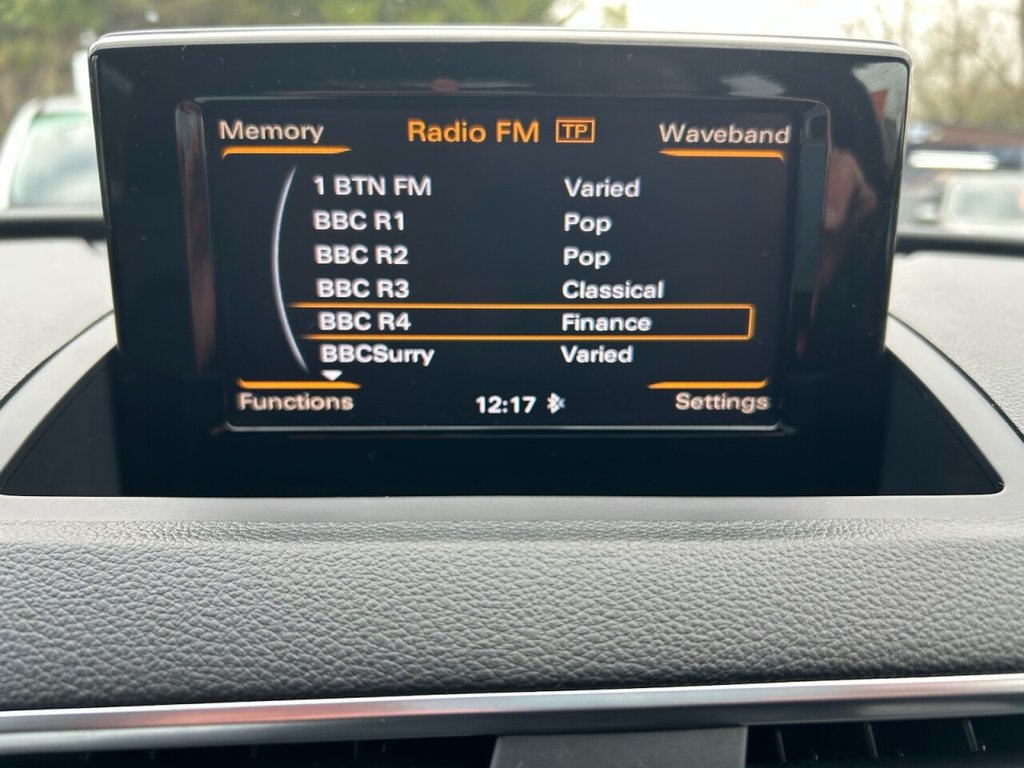 Memory Radio FM TP Waveband
1 BTN FM Varied
BBC R1 Pop
BBC R2 Pop
BBC R3 Classical
BBC R4 Finance
BBCSurry Varied
Functions 12:17 Settings